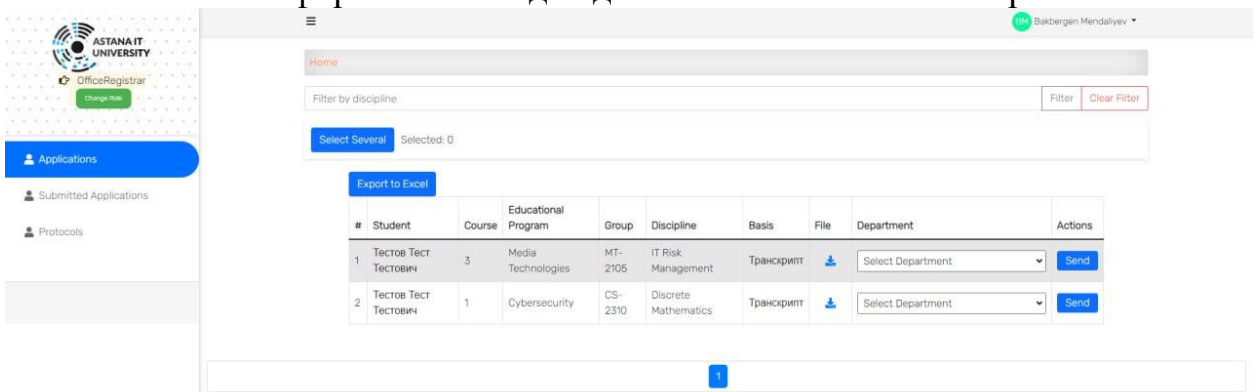 ASTANA IT
UNIVERSITY
OfficeRegistrar
Change Role
Applications
Submitted Applications
Protocols
BM Bakbergen Mendaliyev
Home
Filter by discipline Filter Clear Filter
Select Several Selected: 0
Export to Excel
# Student Course Educational Program Group Discipline Basis File Department Actions
1 Тестов Тест Тестович 3 Media Technologies MT-2105 IT Risk Management Транскрипт Select Department Send
2 Тестов Тест Тестович 1 Cybersecurity CS-2310 Discrete Mathematics Транскрипт Select Department Send
1